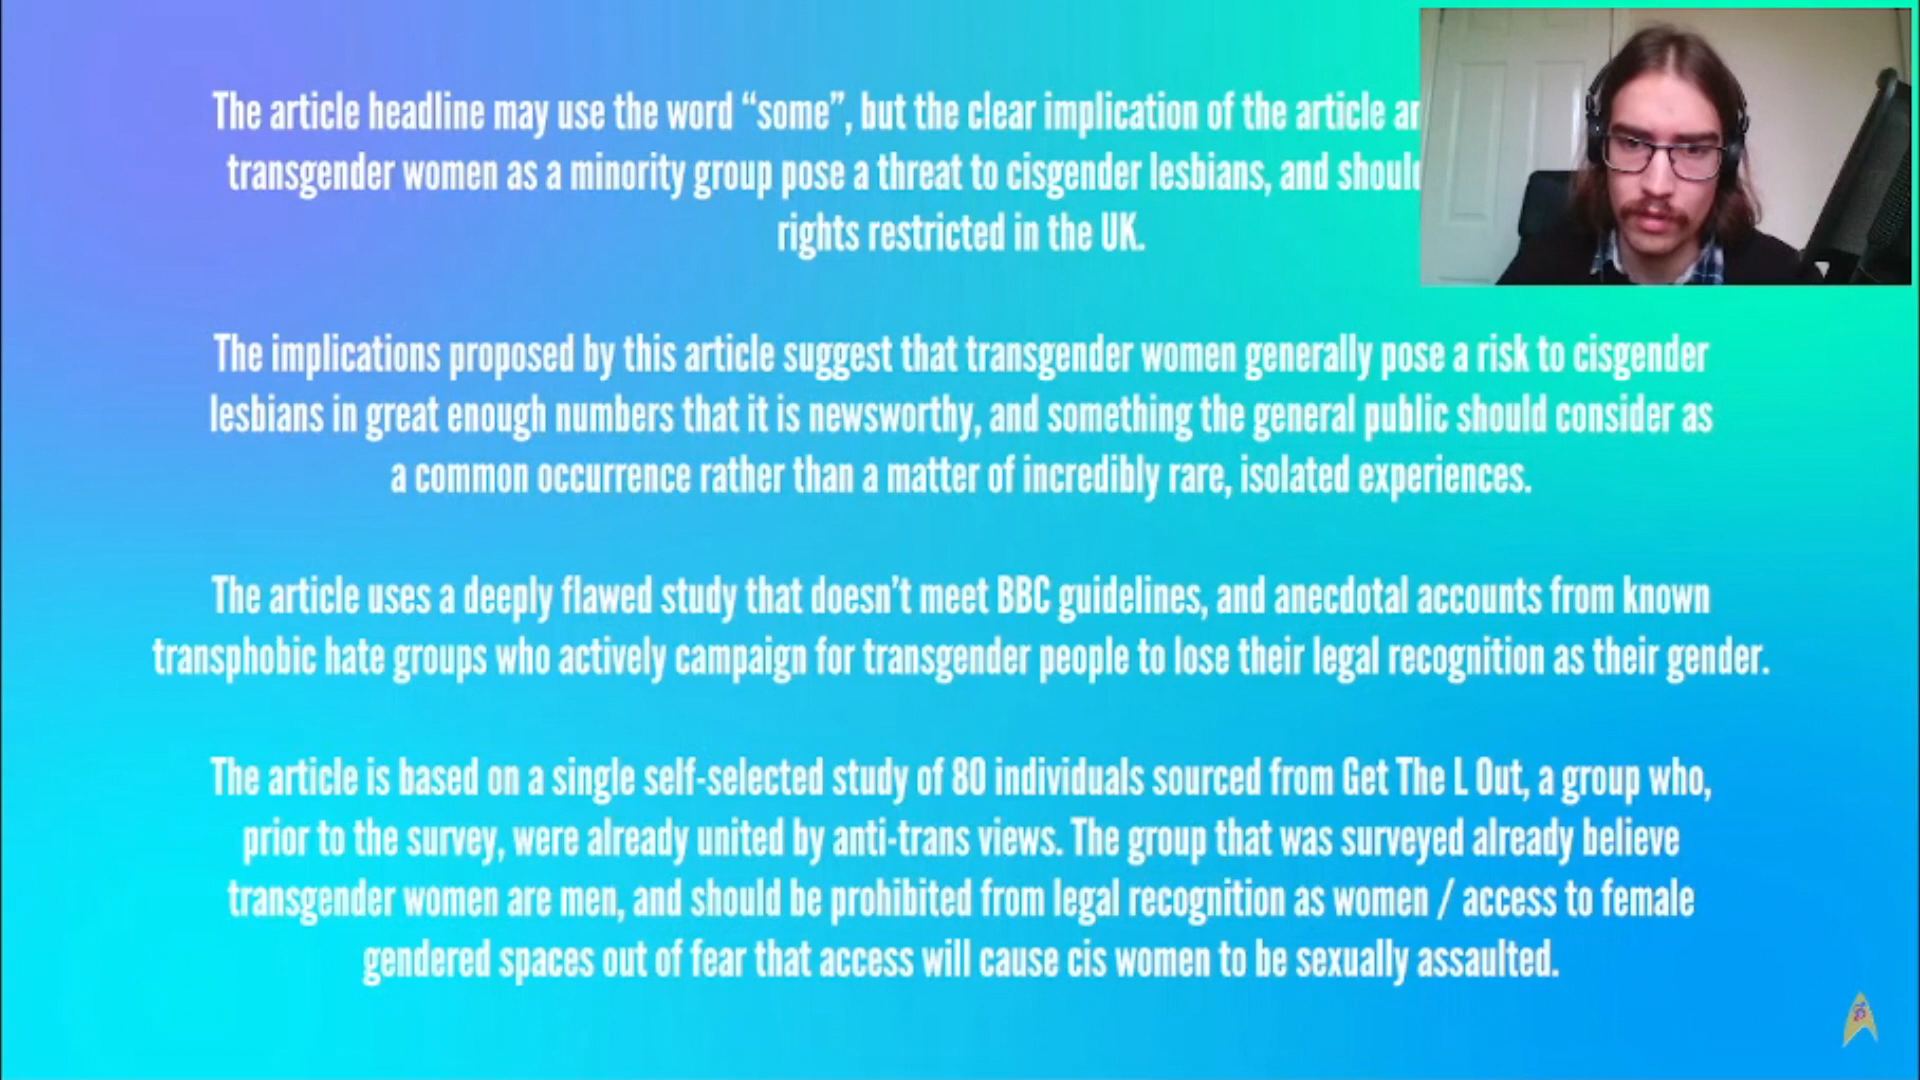 The article headline may use the word “some”, but the clear implication of the article
transgender women as a minority group pose a threat to cisgender lesbians, and
rights restricted in the UK.
The implications proposed by this article suggest that transgender women generally pose a risk to cisgender
lesbians in great enough numbers that it is newsworthy, and something the general public should consider as
a common occurrence rather than a matter of incredibly rare, isolated experiences.
The article uses a deeply flawed study that doesn’t meet BBC guidelines, and anecdotal accounts from known
transphobic hate groups who actively campaign for transgender people to lose their legal recognition as their gender.
The article is based on a single self-selected study of 80 individuals sourced from Get The L Out, a group who,
prior to the survey, were already united by anti-trans views. The group that was surveyed already believe
transgender women are men, and should be prohibited from legal recognition as women / access to female
gendered spaces out of fear that access will cause cis women to be sexually assaulted.